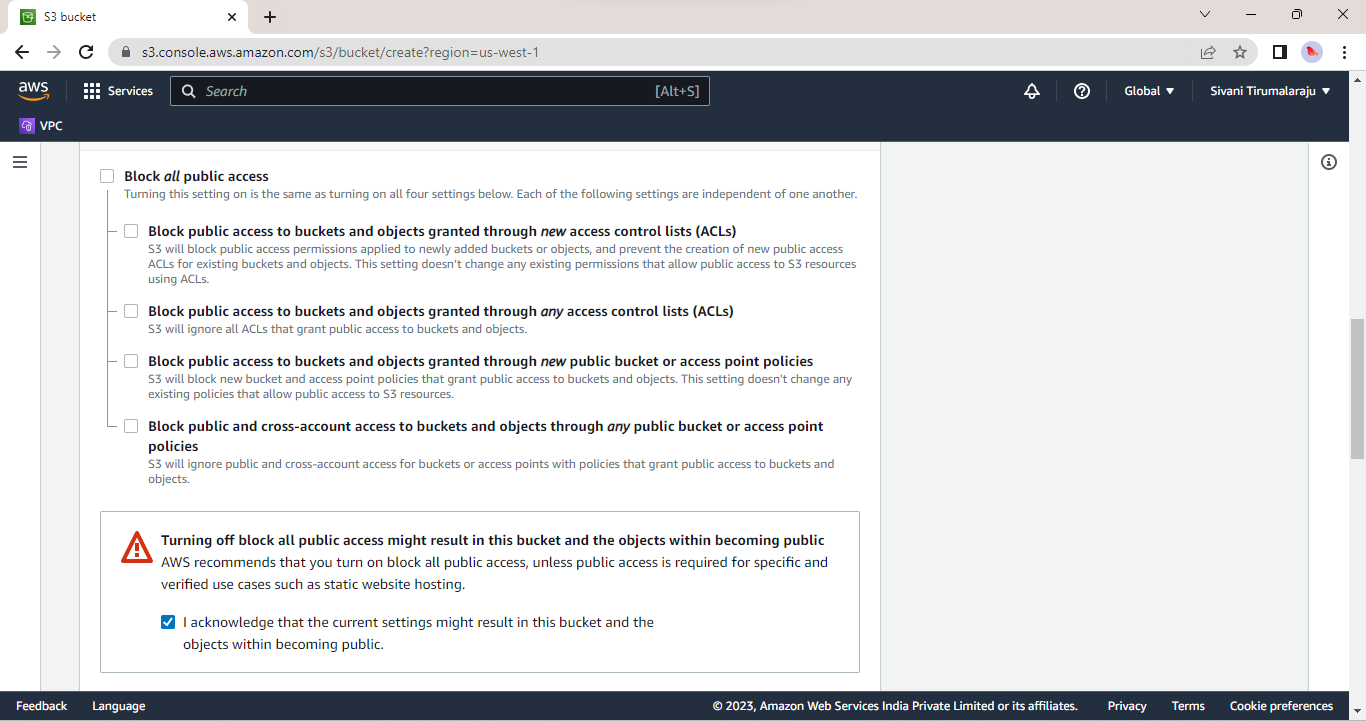 S3 bucket
s3.console.aws.amazon.com/s3/bucket/create?region=us-west-1
aws
Services
Search
[Alt+S]
Global
Sivani Tirumalaraju
VPC
Block all public access
Turning this setting on is the same as turning on all four settings below. Each of the following settings are independent of one another.
Block public access to buckets and objects granted through new access control lists (ACLs)
S3 will block public access permissions applied to newly added buckets or objects, and prevent the creation of new public access
ACLs for existing buckets and objects. This setting doesn't change any existing permissions that allow public access to S3 resources
using ACLs.
Block public access to buckets and objects granted through any access control lists (ACLs)
S3 will ignore all ACLs that grant public access to buckets and objects.
Block public access to buckets and objects granted through new public bucket or access point policies
S3 will block new bucket and access point policies that grant public access to buckets and objects. This setting doesn't change any
existing policies that allow public access to S3 resources.
Block public and cross-account access to buckets and objects through any public bucket or access point
policies
S3 will ignore public and cross-account access for buckets or access points with policies that grant public access to buckets and
objects.
Turning off block all public access might result in this bucket and the objects within becoming public
AWS recommends that you turn on block all public access, unless public access is required for specific and
verified use cases such as static website hosting.
I acknowledge that the current settings might result in this bucket and the
objects within becoming public.
Feedback
Language
© 2023, Amazon Web Services India Private Limited or its affiliates.
Privacy
Terms
Cookie preferences